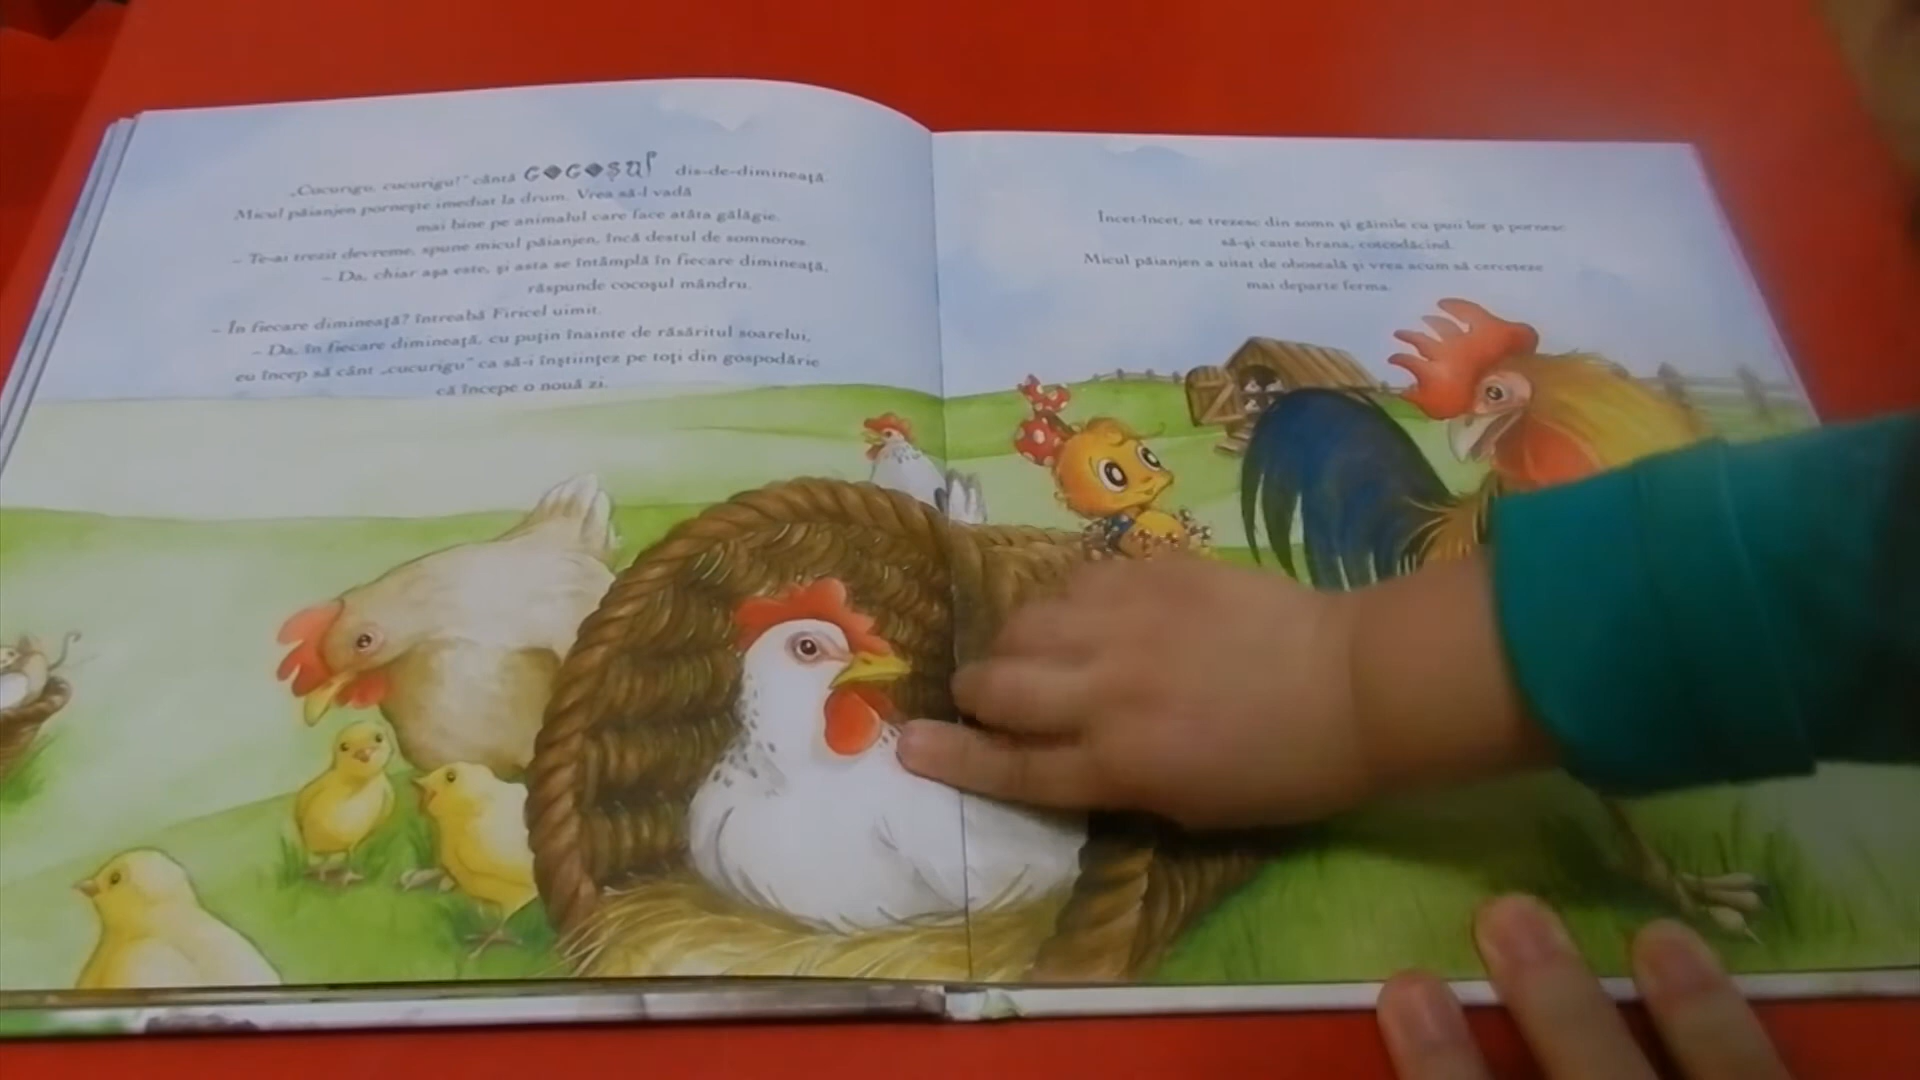 „Cucurigu, cucurigu!” cântă cocoșul dis-de-dimineață.
Micul păianjen pornește imediat la drum. Vrea să-l vadă
mai bine pe animalul care face atâta gălăgie.
– Te-ai trezit devreme, spune micul păianjen, încă destul de somnoros.
– Da, chiar așa este, și asta se întâmplă în fiecare dimineață,
răspunde cocoșul mândru.
– În fiecare dimineață? întreabă Firicel uimit.
– Da, în fiecare dimineață, cu puțin înainte de răsăritul soarelui,
eu încep să cânt „cucurigu” ca să-i înștiințez pe toți din gospodărie
că începe o nouă zi.
Încet-încet, se trezesc din somn și găinile cu puii lor și pornesc
să-și caute hrana, cotcodăcind.
Micul păianjen a uitat de oboseală și vrea acum să cerceteze
mai departe ferma.